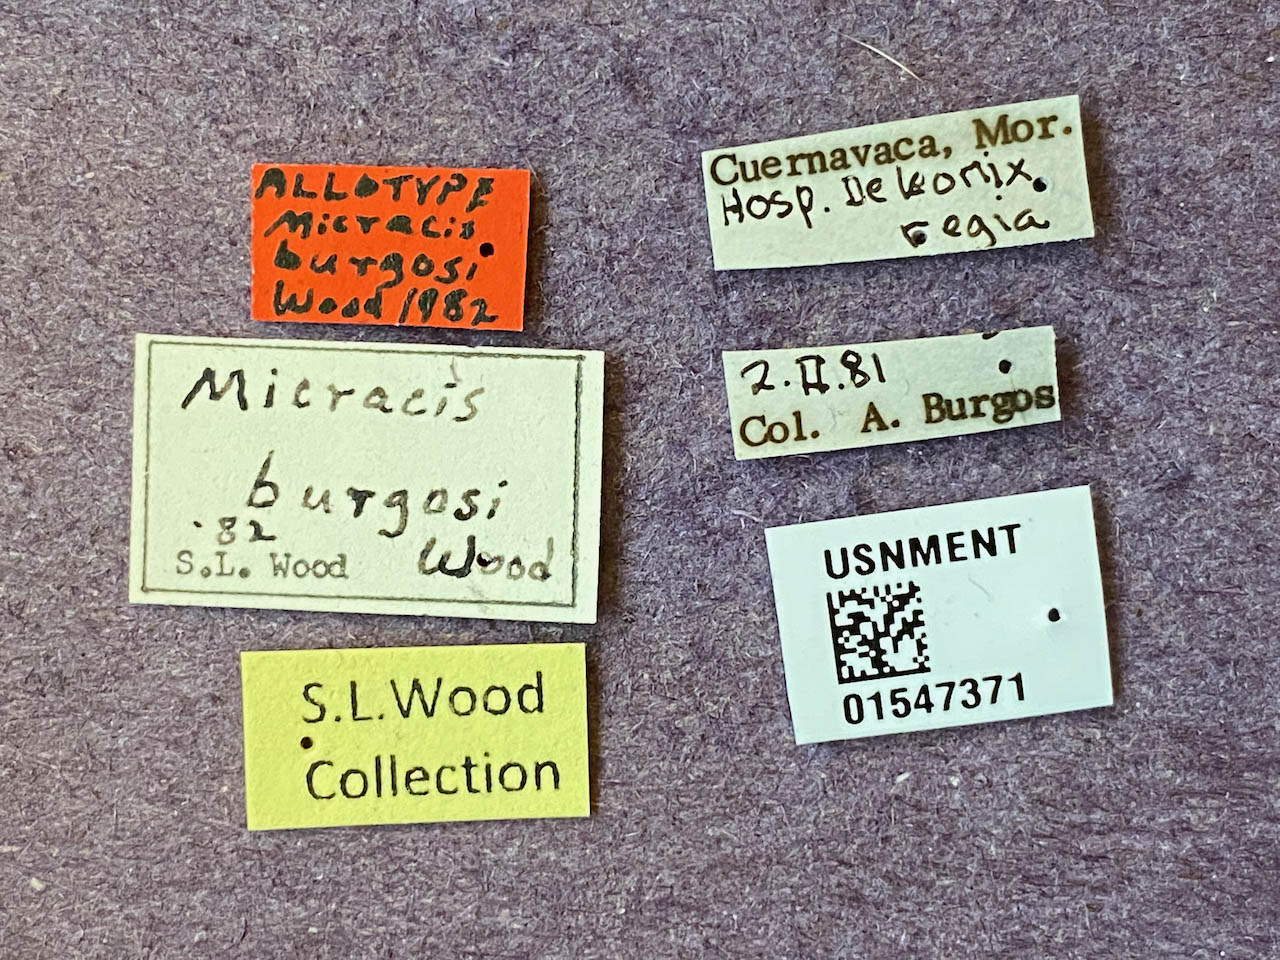 ALLOTYPE
Micracis
burgosi
Wood 1982
Micracis
burgosi
'82
S.L. Wood Wood
S.L.Wood
Collection
Cuernavaca, Mor.
Hosp. Delonix
regia
2.II.81
Col. A. Burgos
USNMENT
01547371